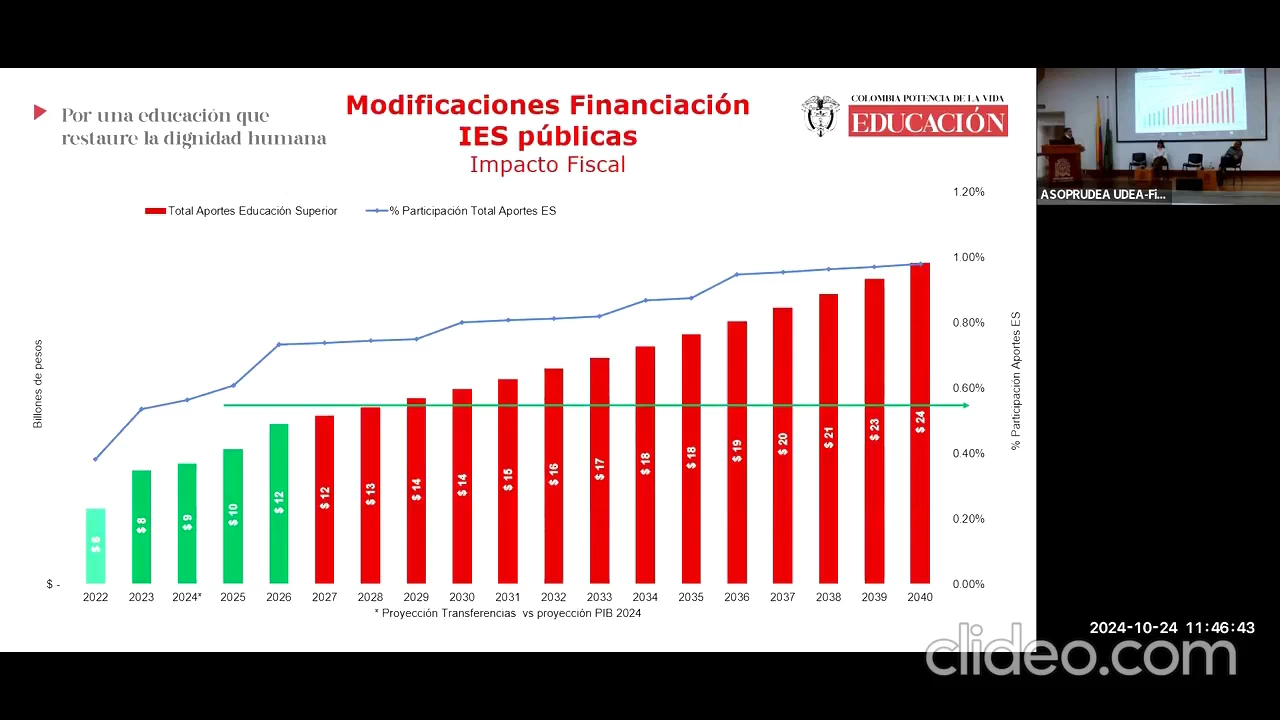 Por una educación que
restaure la dignidad humana
Modificaciones Financiación
IES públicas
Impacto Fiscal
COLOMBIA POTENCIA DE LA VIDA
EDUCACIÓN
ASOPRUDEA UDEA-Fi...
Total Aportes Educación Superior
% Participación Total Aportes ES
1.20%
1.00%
0.80%
0.60%
0.40%
0.20%
0.00%
Billones de pesos
% Participación Aportes ES
$ -
$ 6
$ 8
$ 9
$ 10
$ 12
$ 12
$ 13
$ 14
$ 14
$ 15
$ 16
$ 17
$ 18
$ 18
$ 19
$ 20
$ 21
$ 23
$ 24
2022 2023 2024* 2025 2026 2027 2028 2029 2030 2031 2032 2033 2034 2035 2036 2037 2038 2039 2040
* Proyección Transferencias vs proyección PIB 2024
2024-10-24 11:46:43
clideo.com